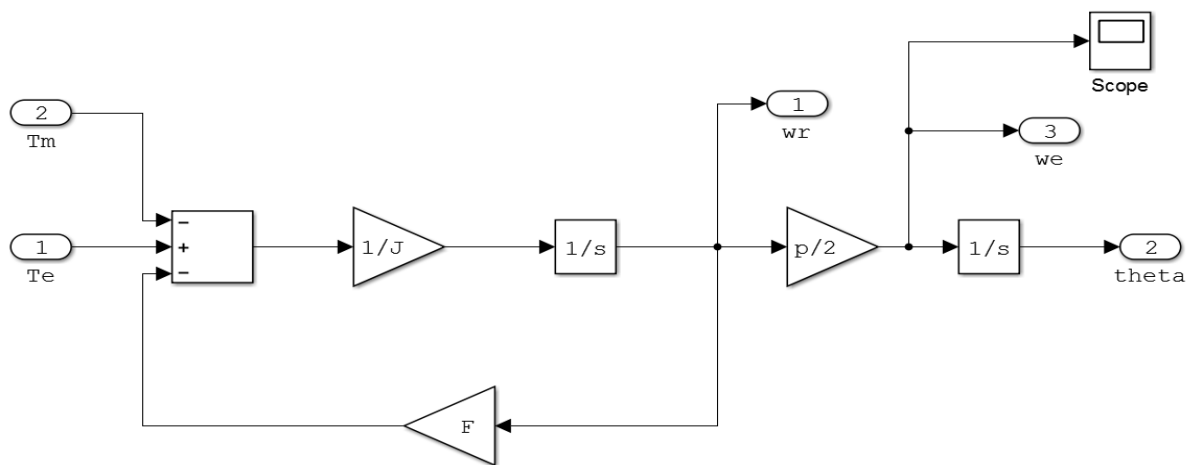 Scope
1
wr
3
we
2
Tm
−
1
Te
+
−
1/J
1/s
p/2
1/s
2
theta
F